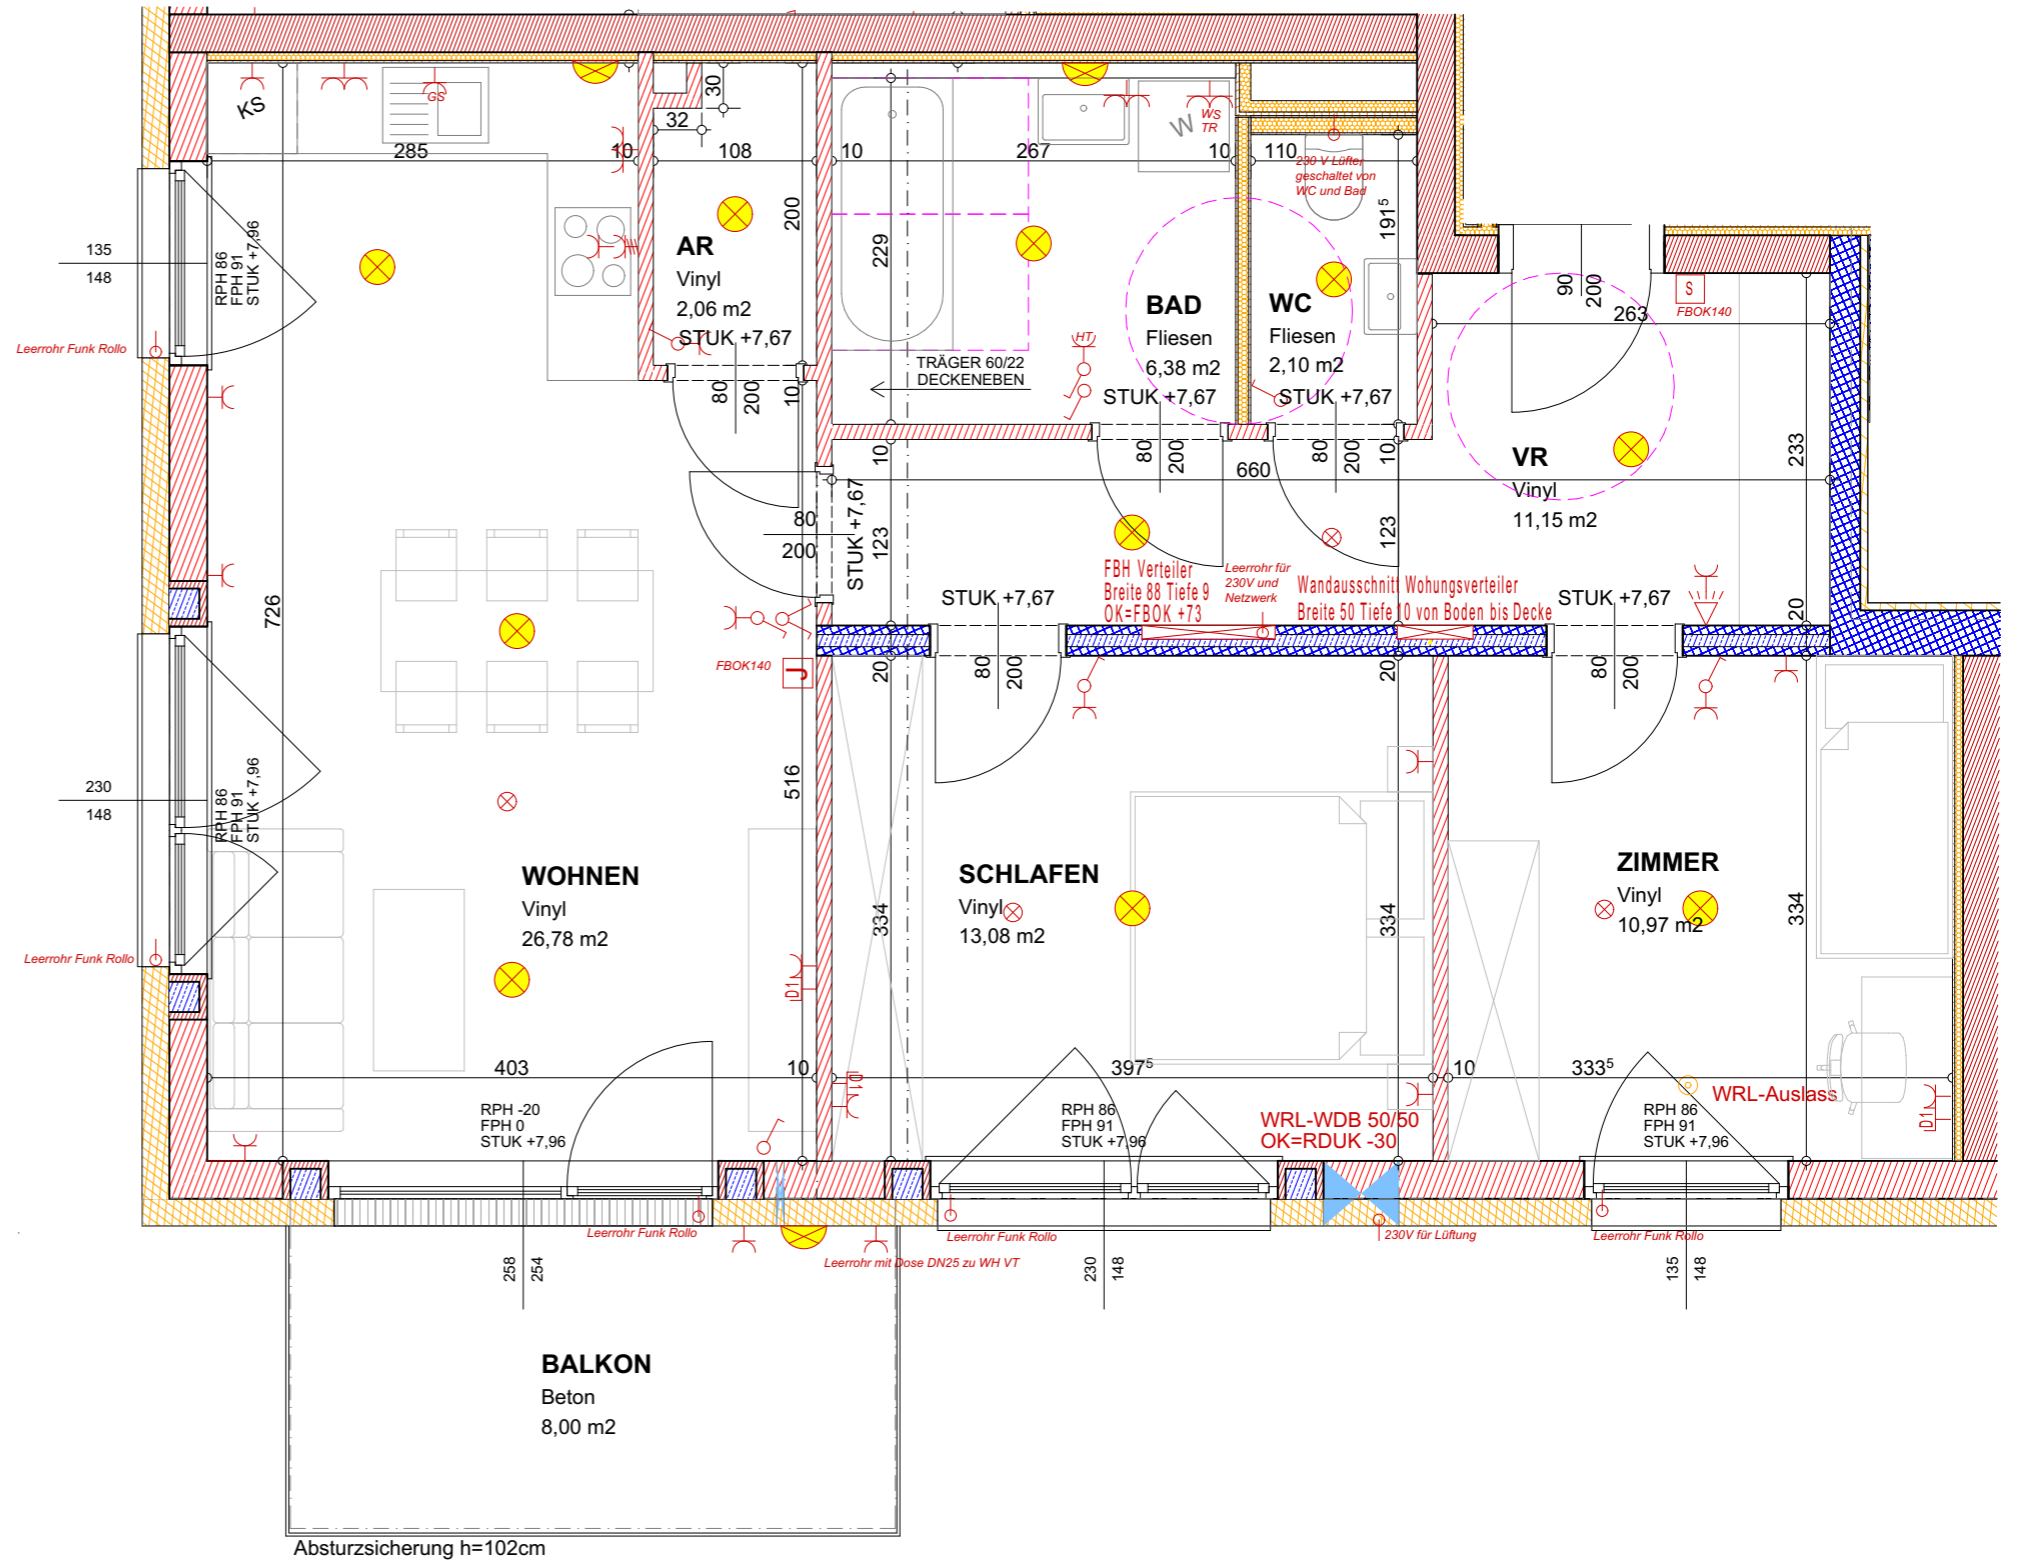 KS
GS
285
10
32
30
108
10
267
10
110
W
WS
TR
230 V Lüfter
geschaltet von
WC und Bad
200
229
191⁵
AR
Vinyl
2,06 m2
STUK +7,67
80
200
10
BAD
Fliesen
6,38 m2
STUK +7,67
HT
TRÄGER 60/22
DECKENEBEN
WC
Fliesen
2,10 m2
STUK +7,67
90
200
S
FBOK140
263
135
148
RPH 86
FPH 91
STUK +7,96
Leerrohr Funk Rollo
80
200
80
200
10
10
660
VR
Vinyl
11,15 m2
233
80
200
STUK +7,67
123
123
726
FBH Verteiler
Breite 88 Tiefe 9
OK=FBOK +73
Leerrohr für
230V und
Netzwerk
Wandausschnitt Wohungsverteiler
Breite 50 Tiefe 10 von Boden bis Decke
STUK +7,67
STUK +7,67
20
FBOK140
J
20
80
200
20
80
200
230
148
RPH 86
FPH 91
STUK +7,96
516
WOHNEN
Vinyl
26,78 m2
SCHLAFEN
Vinyl
13,08 m2
ZIMMER
Vinyl
10,97 m2
334
334
334
Leerrohr Funk Rollo
D1
403
10
D1
397⁵
10
333⁵
WRL-Auslass
D1
RPH -20
FPH 0
STUK +7,96
RPH 86
FPH 91
STUK +7,96
WRL-WDB 50/50
OK=RDUK -30
RPH 86
FPH 91
STUK +7,96
Leerrohr Funk Rollo
Leerrohr Funk Rollo
230V für Lüftung
Leerrohr Funk Rollo
Leerrohr mit Dose DN25 zu WH VT
258
254
230
148
135
148
BALKON
Beton
8,00 m2
Absturzsicherung h=102cm